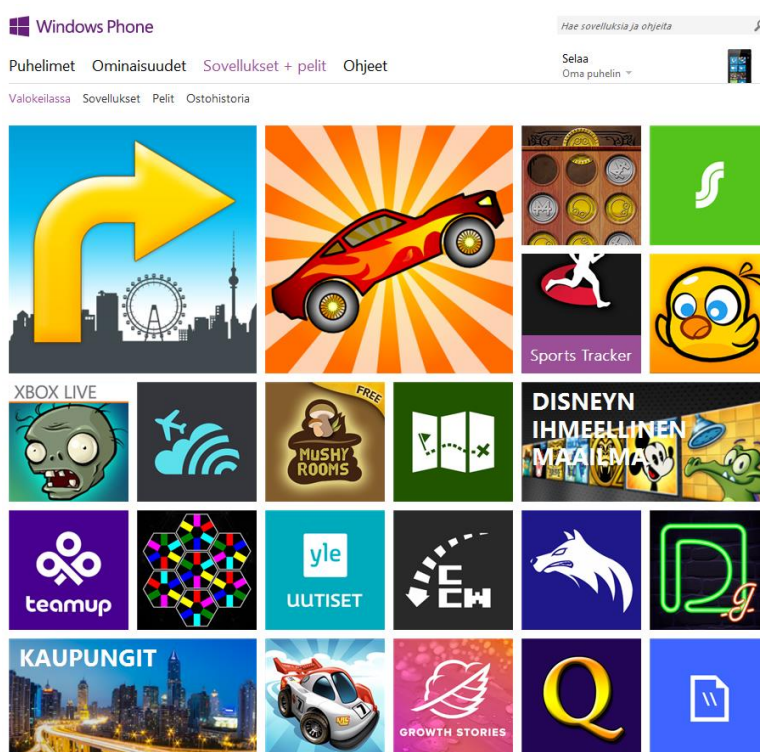 Windows Phone
Hae sovelluksia ja ohjeita
Puhelimet Ominaisuudet Sovellukset + pelit Ohjeet
Selaa
Oma puhelin
Valokeilassa Sovellukset Pelit Ostohistoria
Sports Tracker
XBOX LIVE
FREE
MUSHY
ROOMS
DISNEYN
IHMEELLINEN
MAAILMA
teamup
yle
UUTISET
C
CW
KAUPUNGIT
GROWTH STORIES
Q